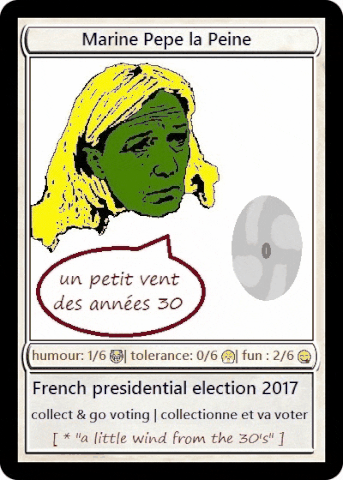 Marine Pepe la Peine
un petit vent
des années 30
0
humour: 1/6 | tolerance: 0/6 | fun : 2/6
French presidential election 2017
collect & go voting | collectionne et va voter
[ * "a little wind from the 30's" ]